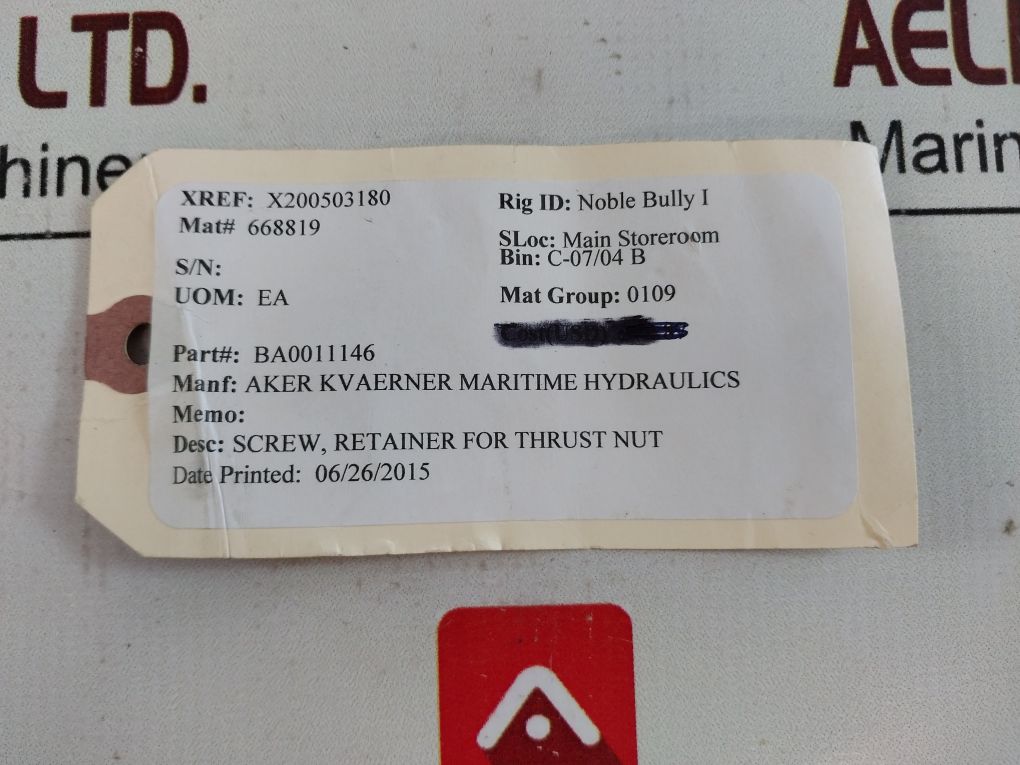 LTD.
AEL
Marin
XREF: X200503180
Mat# 668819
S/N:
UOM: EA
Part#: BA0011146
Manf: AKER KVAERNER MARITIME HYDRAULICS
Memo:
Desc: SCREW, RETAINER FOR THRUST NUT
Date Printed: 06/26/2015
Rig ID: Noble Bully I
SLoc: Main Storeroom
Bin: C-07/04 B
Mat Group: 0109
Cost(USD)